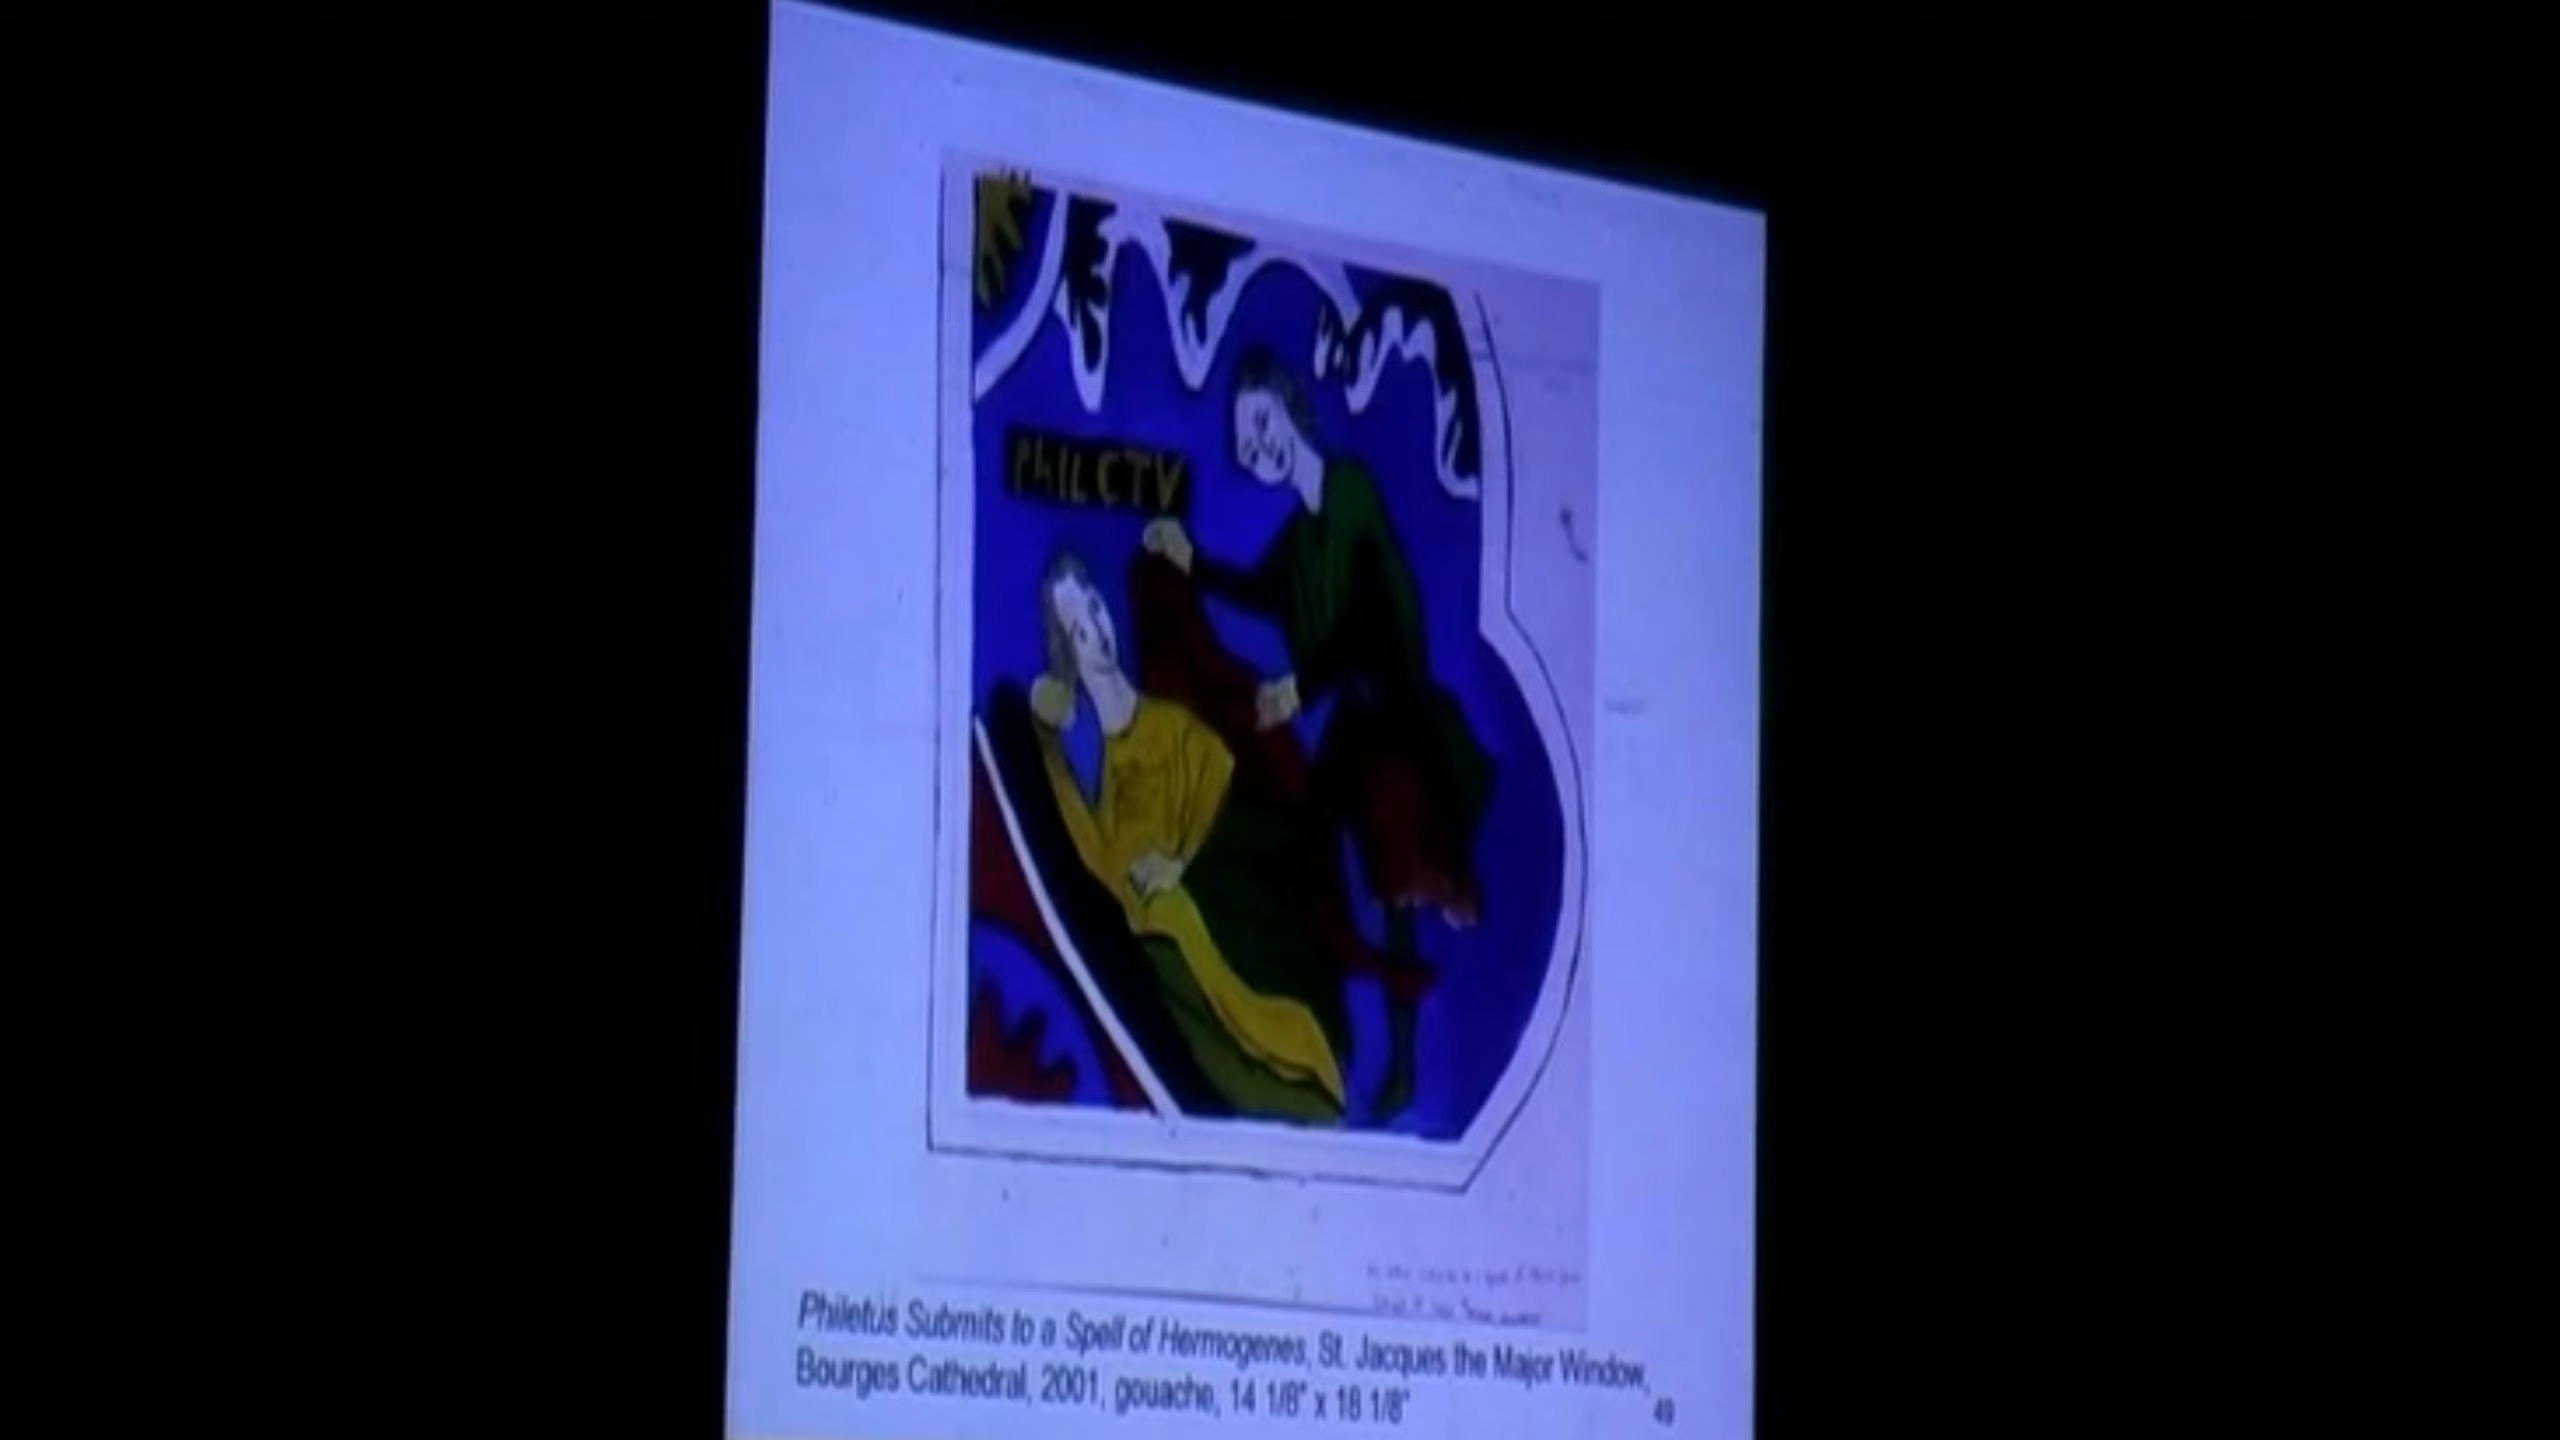 PhILCTV
Philetus Submits to a Spell of Hermogenes, St. Jacques the Major Window,
Bourges Cathedral, 2001, gouache, 14 1/8" x 18 1/8"
49